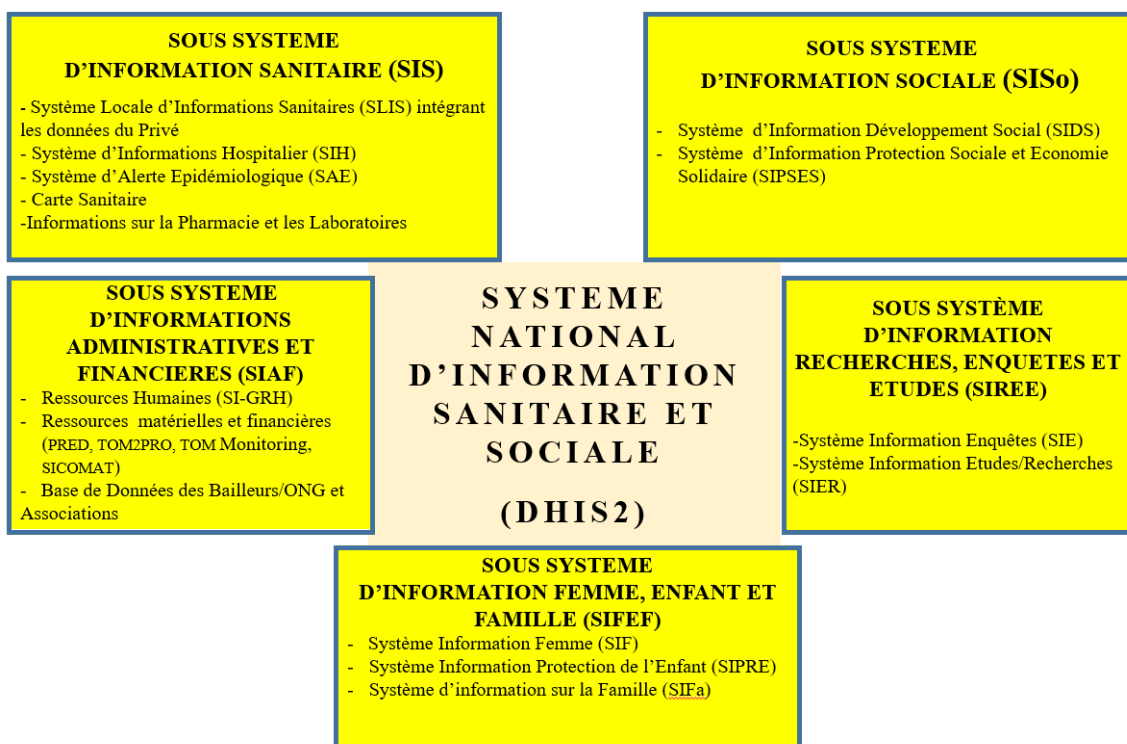 SOUS SYSTEME
D’INFORMATION SANITAIRE (SIS)
- Système Locale d’Informations Sanitaires (SLIS) intégrant
les données du Privé
- Système d’Informations Hospitalier (SIH)
- Système d’Alerte Epidémiologique (SAE)
- Carte Sanitaire
-Informations sur la Pharmacie et les Laboratoires
SOUS SYSTEME
D’INFORMATION SOCIALE (SISo)
- Système d’Information Développement Social (SIDS)
- Système d’Information Protection Sociale et Economie
Solidaire (SIPSES)
SOUS SYSTEME
D’INFORMATIONS
ADMINISTRATIVES ET
FINANCIERES (SIAF)
- Ressources Humaines (SI-GRH)
- Ressources matérielles et financières
(PRED, TOM2PRO, TOM Monitoring,
SICOMAT)
- Base de Données des Bailleurs/ONG et
Associations
SYSTEME
NATIONAL
D’INFORMATION
SANITAIRE ET
SOCIALE
(DHIS2)
SOUS SYSTÈME
D’INFORMATION
RECHERCHES, ENQUETES ET
ETUDES (SIREE)
-Système Information Enquêtes (SIE)
-Système Information Etudes/Recherches
(SIER)
SOUS SYSTEME
D’INFORMATION FEMME, ENFANT ET
FAMILLE (SIFEF)
- Système Information Femme (SIF)
- Système Information Protection de l’Enfant (SIPRE)
- Système d’information sur la Famille (SIFa)